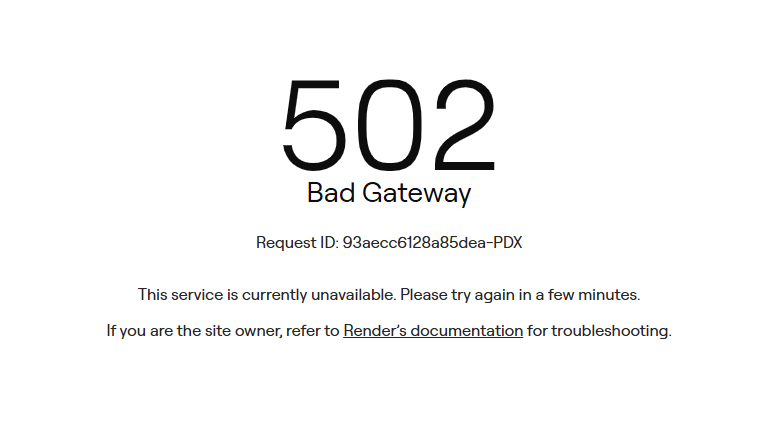 502
Bad Gateway
Request ID: 93aecc6128a85dea-PDX
This service is currently unavailable. Please try again in a few minutes.
If you are the site owner, refer to Render's documentation for troubleshooting.